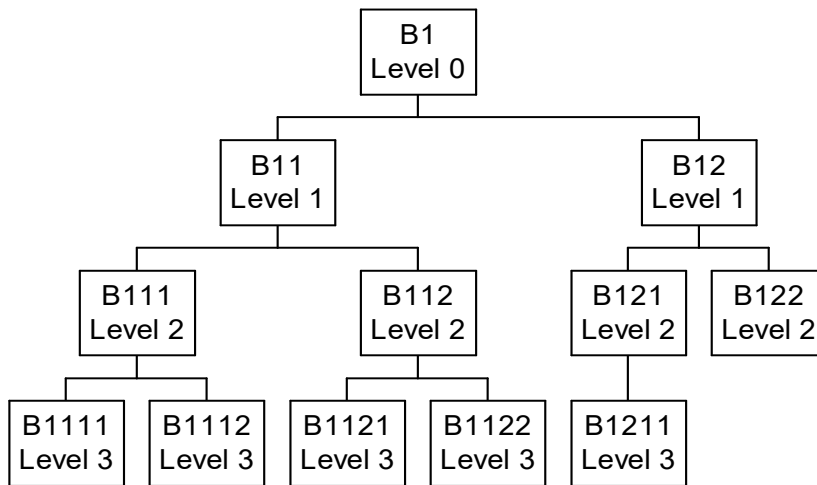 B1
Level 0
B11
Level 1
B12
Level 1
B111
Level 2
B112
Level 2
B121
Level 2
B122
Level 2
B1111
Level 3
B1112
Level 3
B1121
Level 3
B1122
Level 3
B1211
Level 3